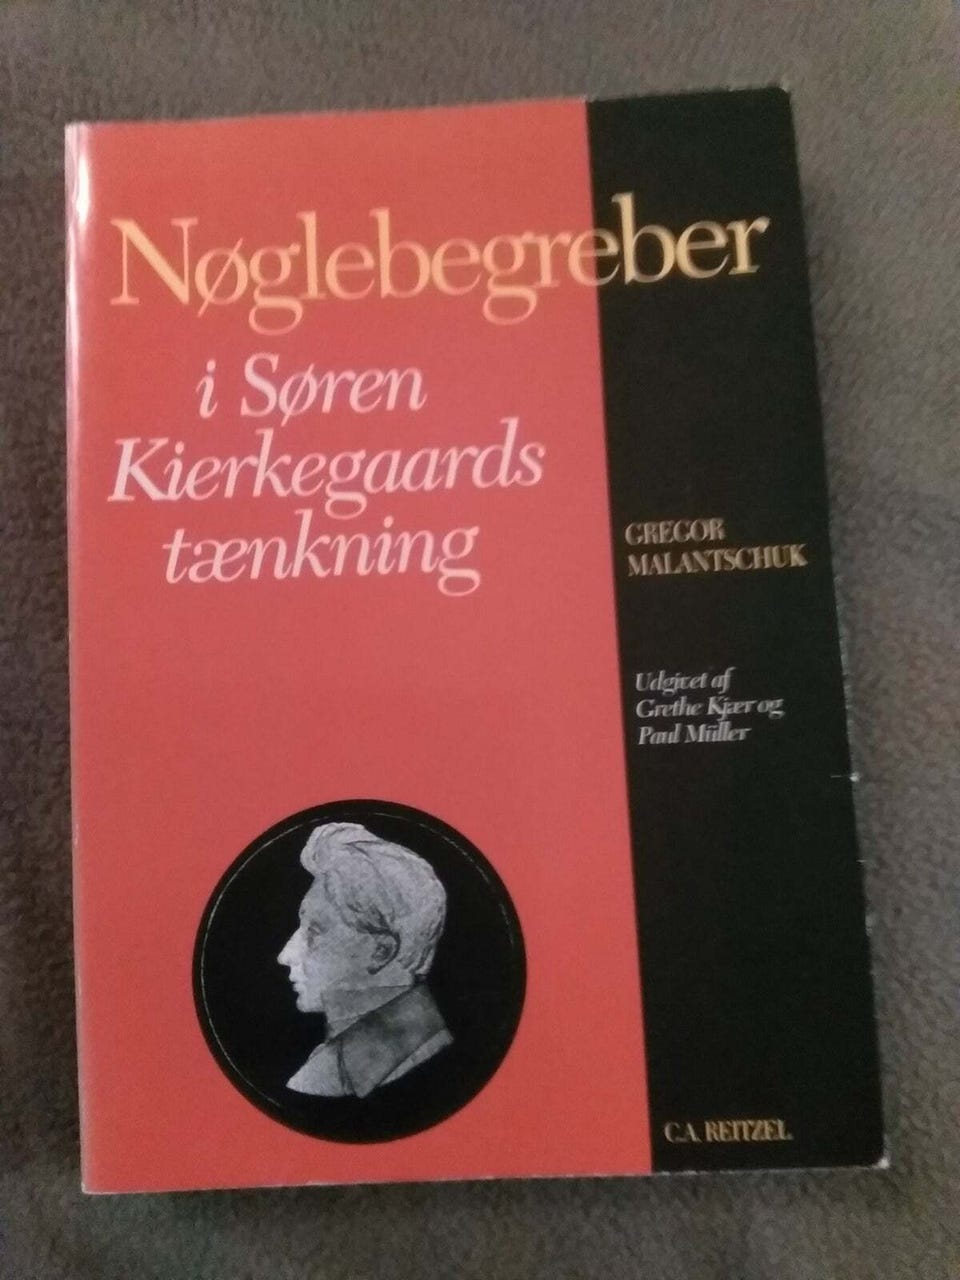 Nøglebegreber
i Søren
Kierkegaards
tænkning
GREGOR
MALANTSCHUK
Udgivet af
Grethe Kjær og
Paul Müller
C.A. REITZEL